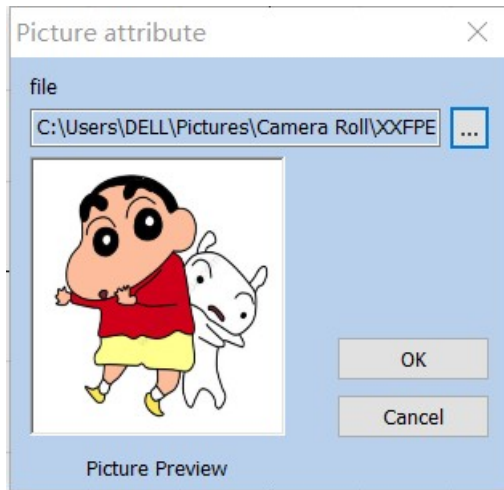 Picture attribute
file
C:\Users\DELL\Pictures\Camera Roll\XXFPE
...
OK
Cancel
Picture Preview